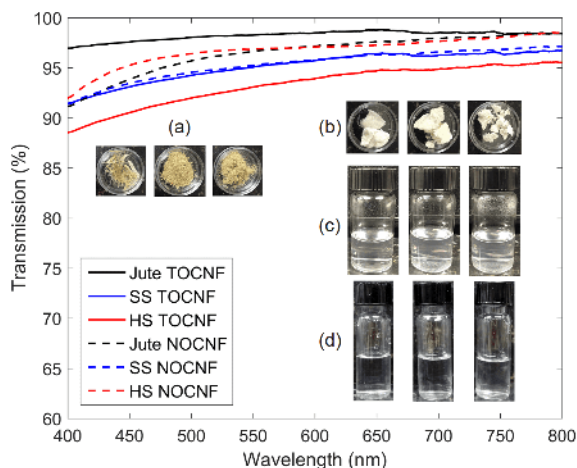 100
95
90
85
80
75
70
65
60
Transmission (%)
(a)
(b)
(c)
(d)
Jute TOCNF
SS TOCNF
HS TOCNF
Jute NOCNF
SS NOCNF
HS NOCNF
400
450
500
550
600
650
700
750
800
Wavelength (nm)